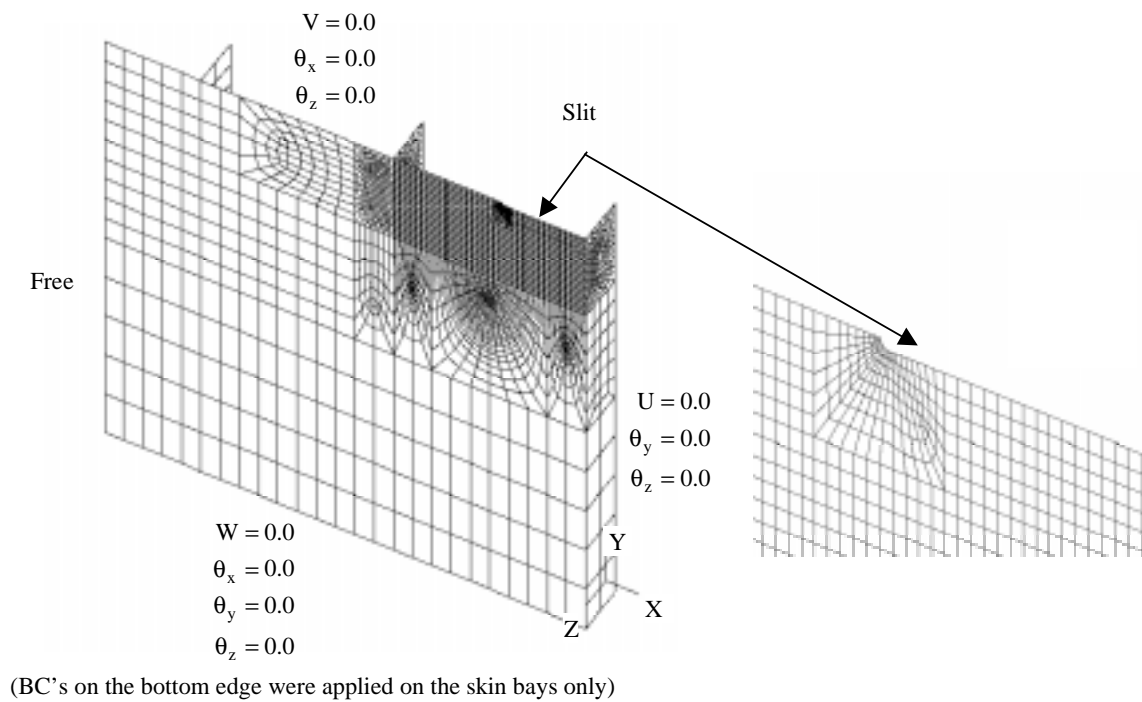 V = 0.0
θx = 0.0
θz = 0.0
Slit
Free
U = 0.0
θy = 0.0
θz = 0.0
W = 0.0
θx = 0.0
θy = 0.0
θz = 0.0
Y
X
Z
(BC's on the bottom edge were applied on the skin bays only)